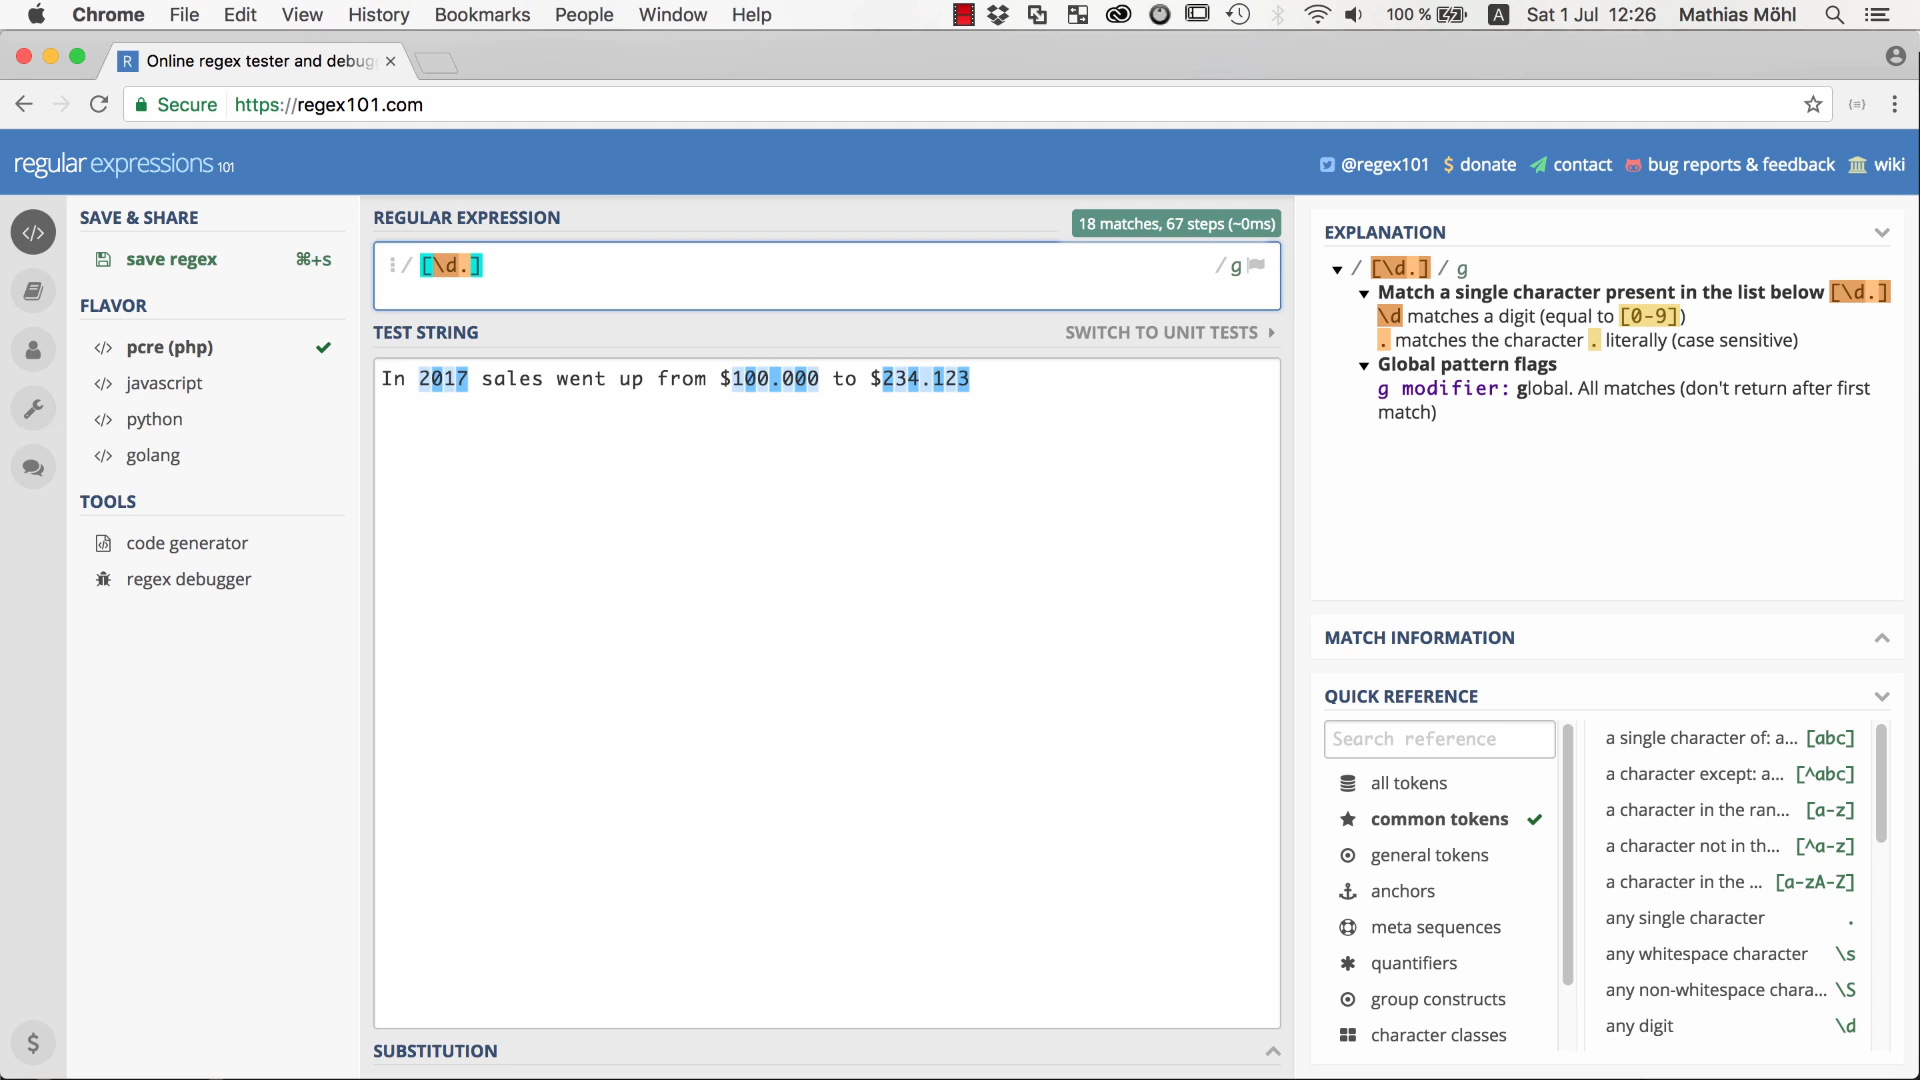 Chrome File Edit View History Bookmarks People Window Help 100 % A Sat 1 Jul 12:26 Mathias Möhl
R Online regex tester and debug
Secure https://regex101.com
regular expressions 101 @regex101 $ donate contact bug reports & feedback wiki
SAVE & SHARE
save regex ⌘+s
FLAVOR
</> pcre (php)
</> javascript
</> python
</> golang
TOOLS
code generator
regex debugger
$
REGULAR EXPRESSION
18 matches, 67 steps (~0ms)
/ [\d.] / g
TEST STRING SWITCH TO UNIT TESTS
In 2017 sales went up from $100.000 to $234.123
SUBSTITUTION
EXPLANATION
/ [\d.] / g
Match a single character present in the list below [\d.]
\d matches a digit (equal to [0-9])
. matches the character . literally (case sensitive)
Global pattern flags
g modifier: global. All matches (don't return after first
match)
MATCH INFORMATION
QUICK REFERENCE
Search reference
all tokens
common tokens
general tokens
anchors
meta sequences
quantifiers
group constructs
character classes
a single character of: a... [abc]
a character except: a... [^abc]
a character in the ran... [a-z]
a character not in th... [^a-z]
a character in the ... [a-zA-Z]
any single character .
any whitespace character \s
any non-whitespace chara... \S
any digit \d